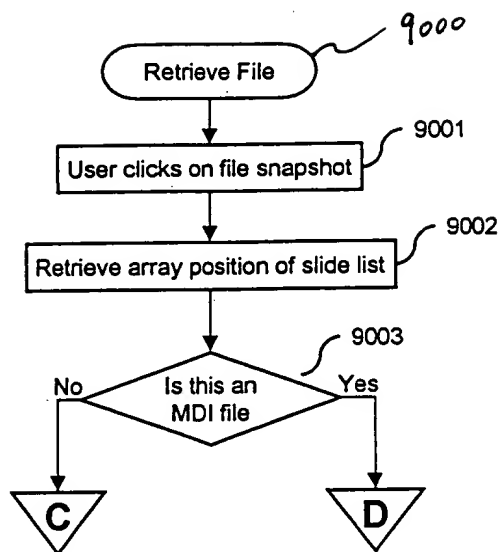 9000
Retrieve File
9001
User clicks on file snapshot
9002
Retrieve array position of slide list
9003
No
Is this an
Yes
MDI file
C
D